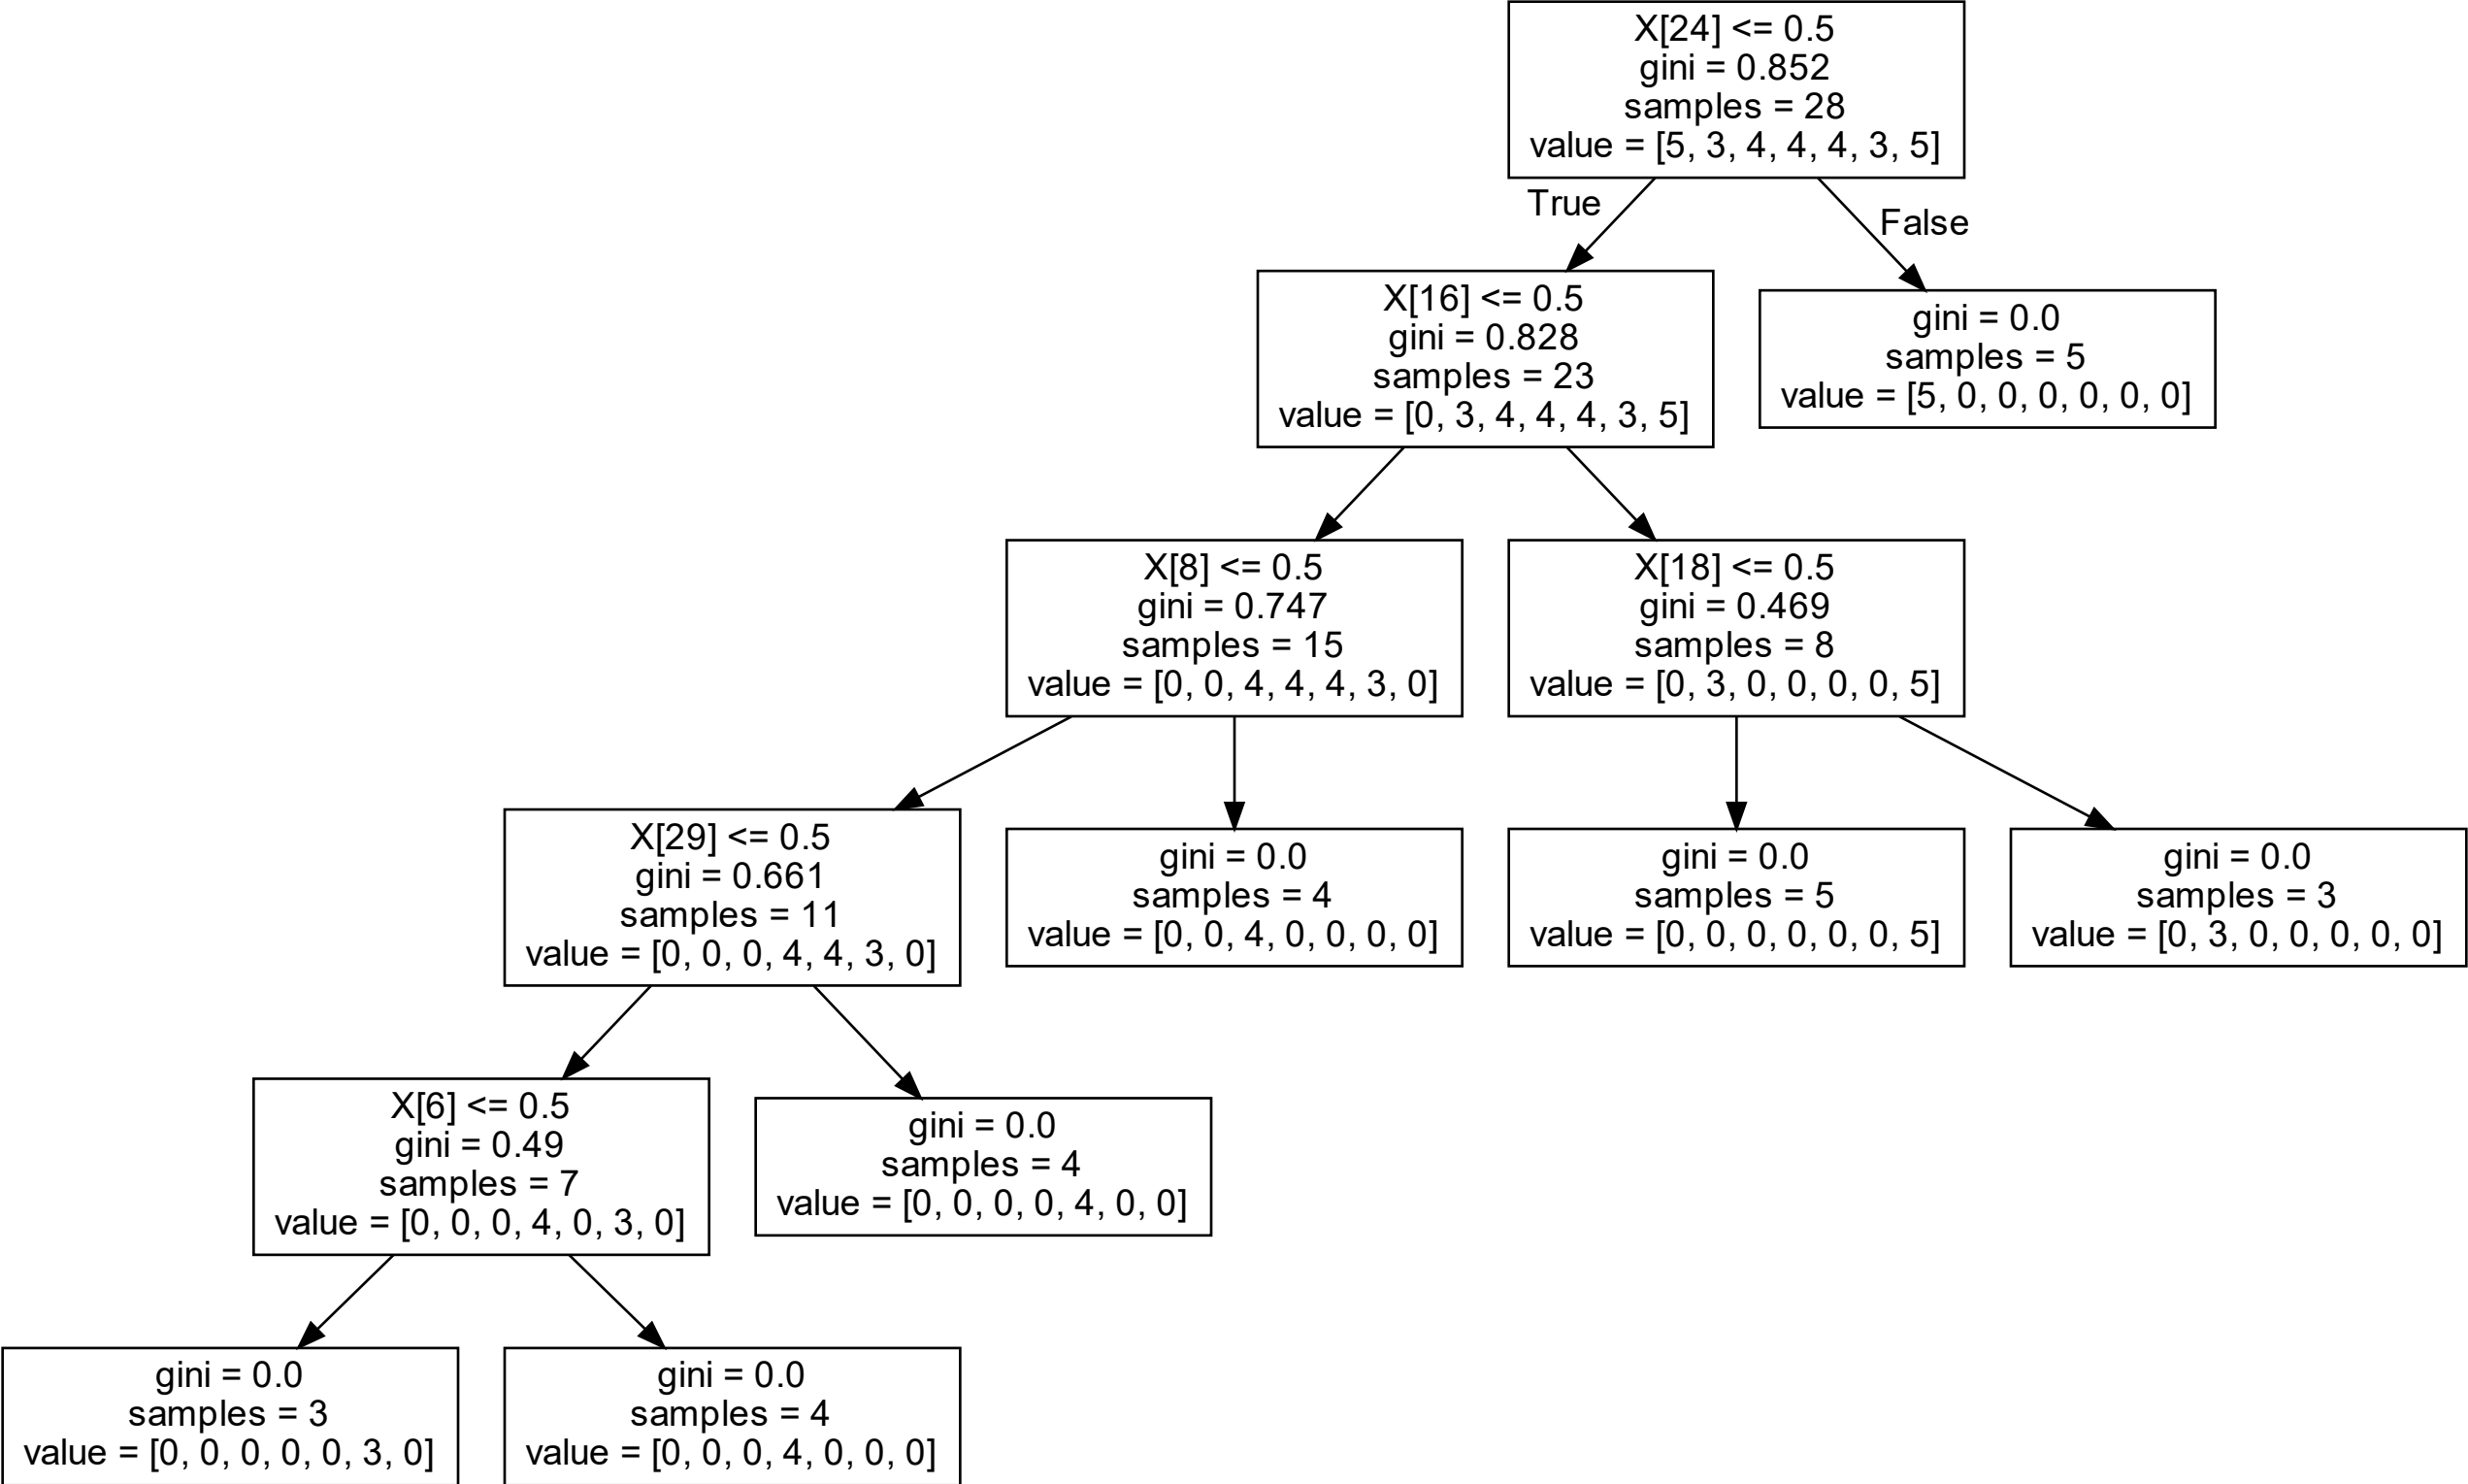 X[24] <= 0.5
gini = 0.852
samples = 28
value = [5, 3, 4, 4, 4, 3, 5]
True
False
X[16] <= 0.5
gini = 0.828
samples = 23
value = [0, 3, 4, 4, 4, 3, 5]
gini = 0.0
samples = 5
value = [5, 0, 0, 0, 0, 0, 0]
X[8] <= 0.5
gini = 0.747
samples = 15
value = [0, 0, 4, 4, 4, 3, 0]
X[18] <= 0.5
gini = 0.469
samples = 8
value = [0, 3, 0, 0, 0, 0, 5]
X[29] <= 0.5
gini = 0.661
samples = 11
value = [0, 0, 0, 4, 4, 3, 0]
gini = 0.0
samples = 4
value = [0, 0, 4, 0, 0, 0, 0]
gini = 0.0
samples = 5
value = [0, 0, 0, 0, 0, 0, 5]
gini = 0.0
samples = 3
value = [0, 3, 0, 0, 0, 0, 0]
X[6] <= 0.5
gini = 0.49
samples = 7
value = [0, 0, 0, 4, 0, 3, 0]
gini = 0.0
samples = 4
value = [0, 0, 0, 0, 4, 0, 0]
gini = 0.0
samples = 3
value = [0, 0, 0, 0, 0, 3, 0]
gini = 0.0
samples = 4
value = [0, 0, 0, 4, 0, 0, 0]